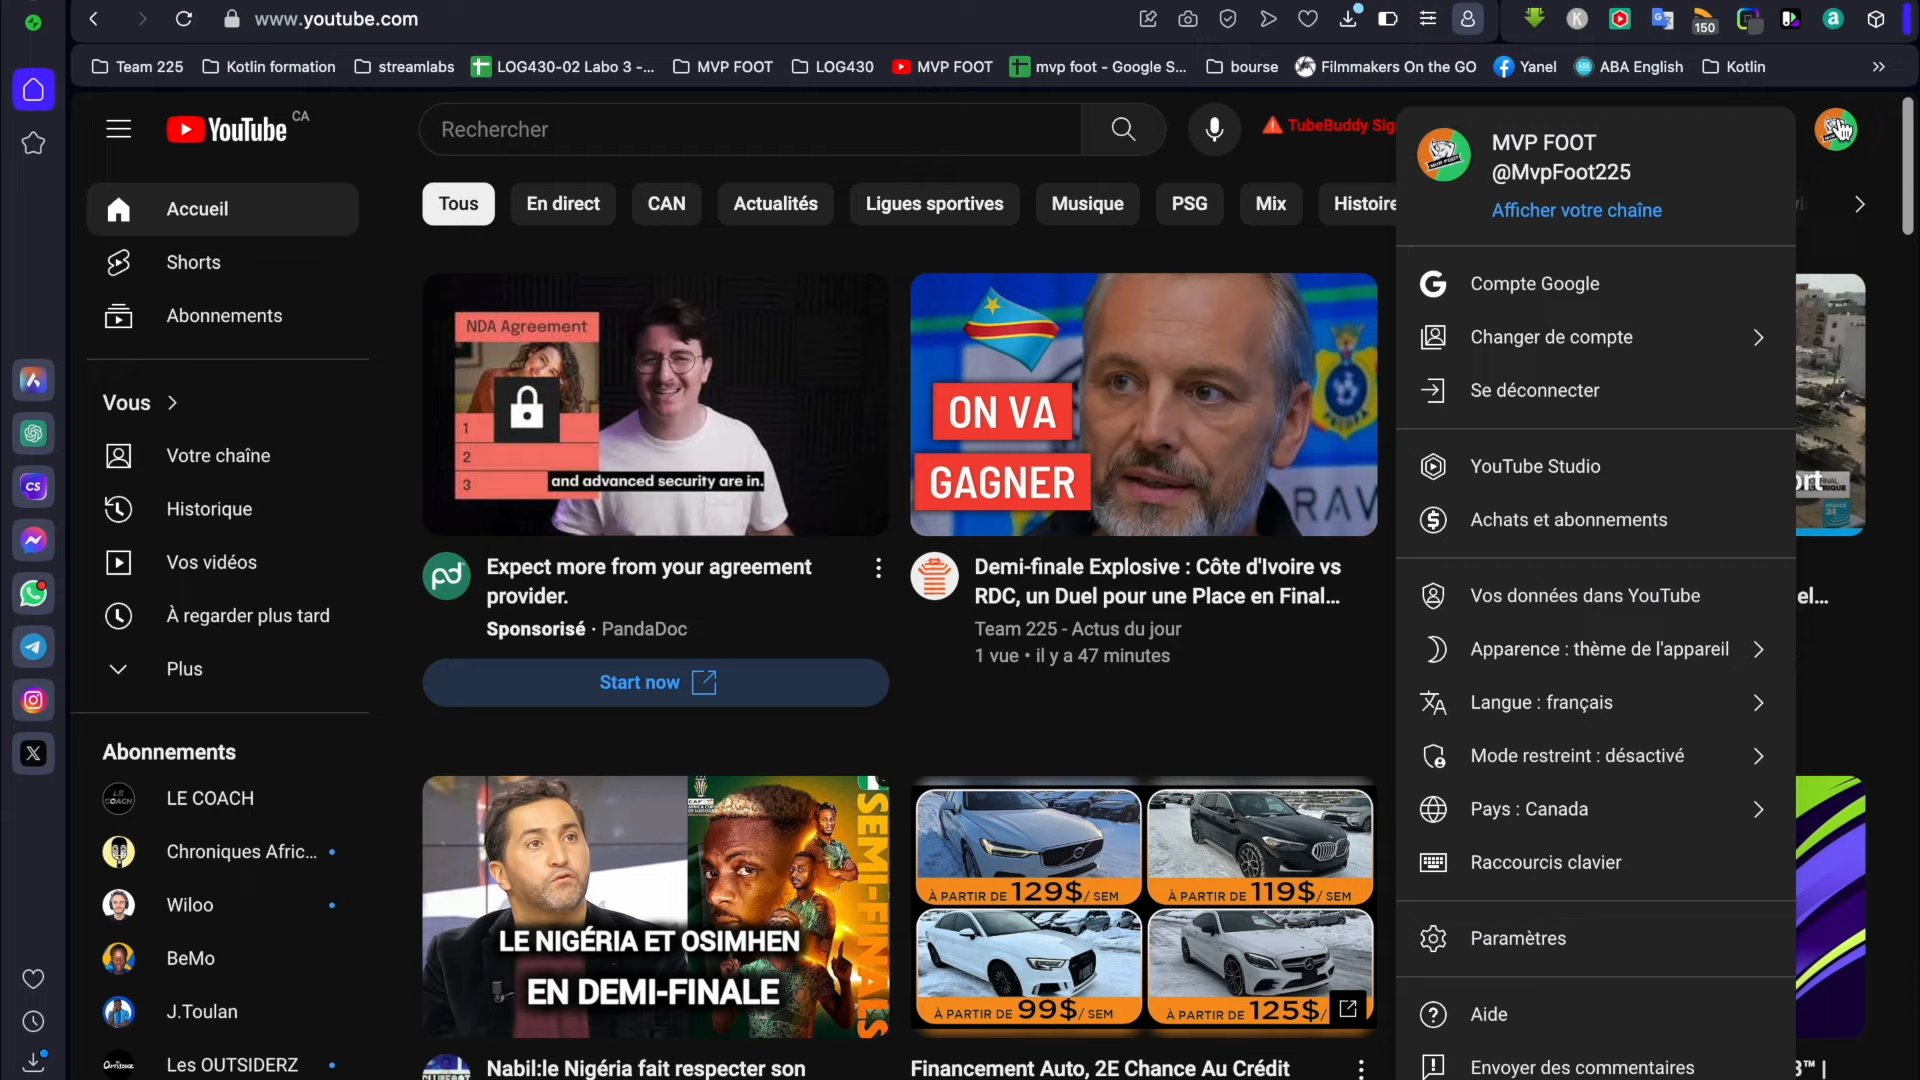 www.youtube.com
150
Team 225
Kotlin formation
streamlabs
LOG430-02 Labo 3 -...
MVP FOOT
LOG430
MVP FOOT
mvp foot - Google S...
bourse
Filmmakers On the GO
Yanel
ABA English
Kotlin
YouTube CA
Rechercher
TubeBuddy Sig
MVP FOOT
@MvpFoot225
Afficher votre chaîne
Accueil
Shorts
Abonnements
Vous
Votre chaîne
Historique
Vos vidéos
À regarder plus tard
Plus
Abonnements
LE COACH
Chroniques Afric...
Wiloo
BeMo
J.Toulan
Les OUTSIDERZ
Tous
En direct
CAN
Actualités
Ligues sportives
Musique
PSG
Mix
Histoire
NDA Agreement
1
2
3
and advanced security are in.
Expect more from your agreement
provider.
Sponsorisé · PandaDoc
Start now
ON VA
GAGNER
Demi-finale Explosive : Côte d'Ivoire vs
RDC, un Duel pour une Place en Final...
Team 225 - Actus du jour
1 vue • il y a 47 minutes
LE NIGÉRIA ET OSIMHEN
EN DEMI-FINALE
SEMI-FINALS
Nabil:le Nigéria fait respecter son
À PARTIR DE 129$/ SEM
À PARTIR DE 119$/ SEM
À PARTIR DE 99$/ SEM
À PARTIR DE 125$/
Financement Auto, 2E Chance Au Crédit
Compte Google
Changer de compte
Se déconnecter
YouTube Studio
Achats et abonnements
Vos données dans YouTube
Apparence : thème de l'appareil
Langue : français
Mode restreint : désactivé
Pays : Canada
Raccourcis clavier
Paramètres
Aide
Envoyer des commentaires
el...